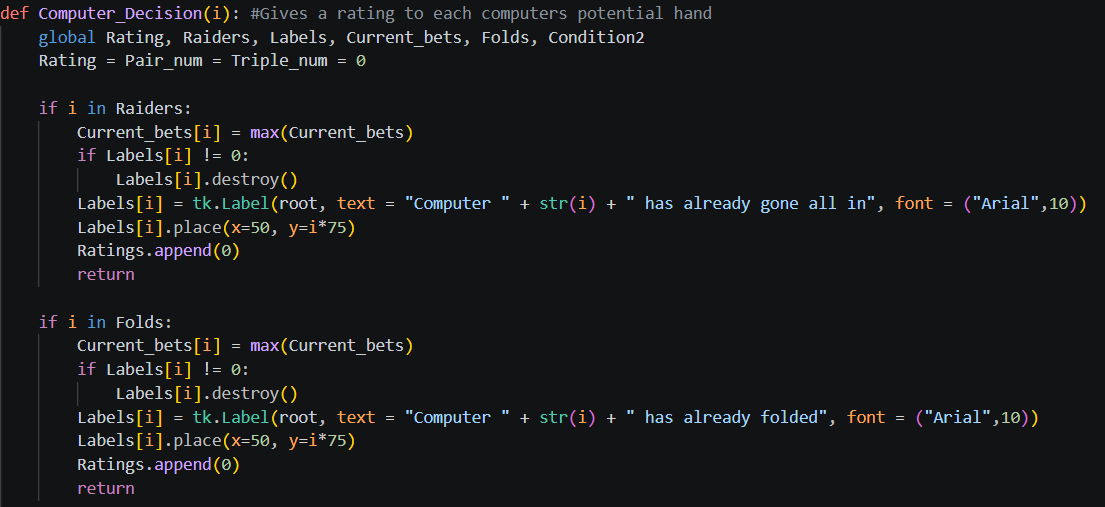 def Computer_Decision(i): #Gives a rating to each computers potential hand
    global Rating, Raiders, Labels, Current_bets, Folds, Condition2
    Rating = Pair_num = Triple_num = 0

    if i in Raiders:
        Current_bets[i] = max(Current_bets)
        if Labels[i] != 0:
            Labels[i].destroy()
        Labels[i] = tk.Label(root, text = "Computer " + str(i) + " has already gone all in", font = ("Arial",10))
        Labels[i].place(x=50, y=i*75)
        Ratings.append(0)
        return

    if i in Folds:
        Current_bets[i] = max(Current_bets)
        if Labels[i] != 0:
            Labels[i].destroy()
        Labels[i] = tk.Label(root, text = "Computer " + str(i) + " has already folded", font = ("Arial",10))
        Labels[i].place(x=50, y=i*75)
        Ratings.append(0)
        return